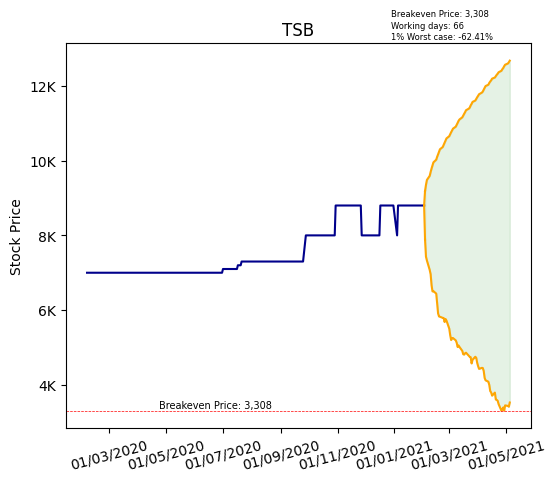 Breakeven Price: 3,308
Working days: 66
1% Worst case: -62.41%
TSB
Stock Price
12K
10K
8K
6K
4K
Breakeven Price: 3,308
01/03/2020
01/05/2020
01/07/2020
01/09/2020
01/11/2020
01/01/2021
01/03/2021
01/05/2021